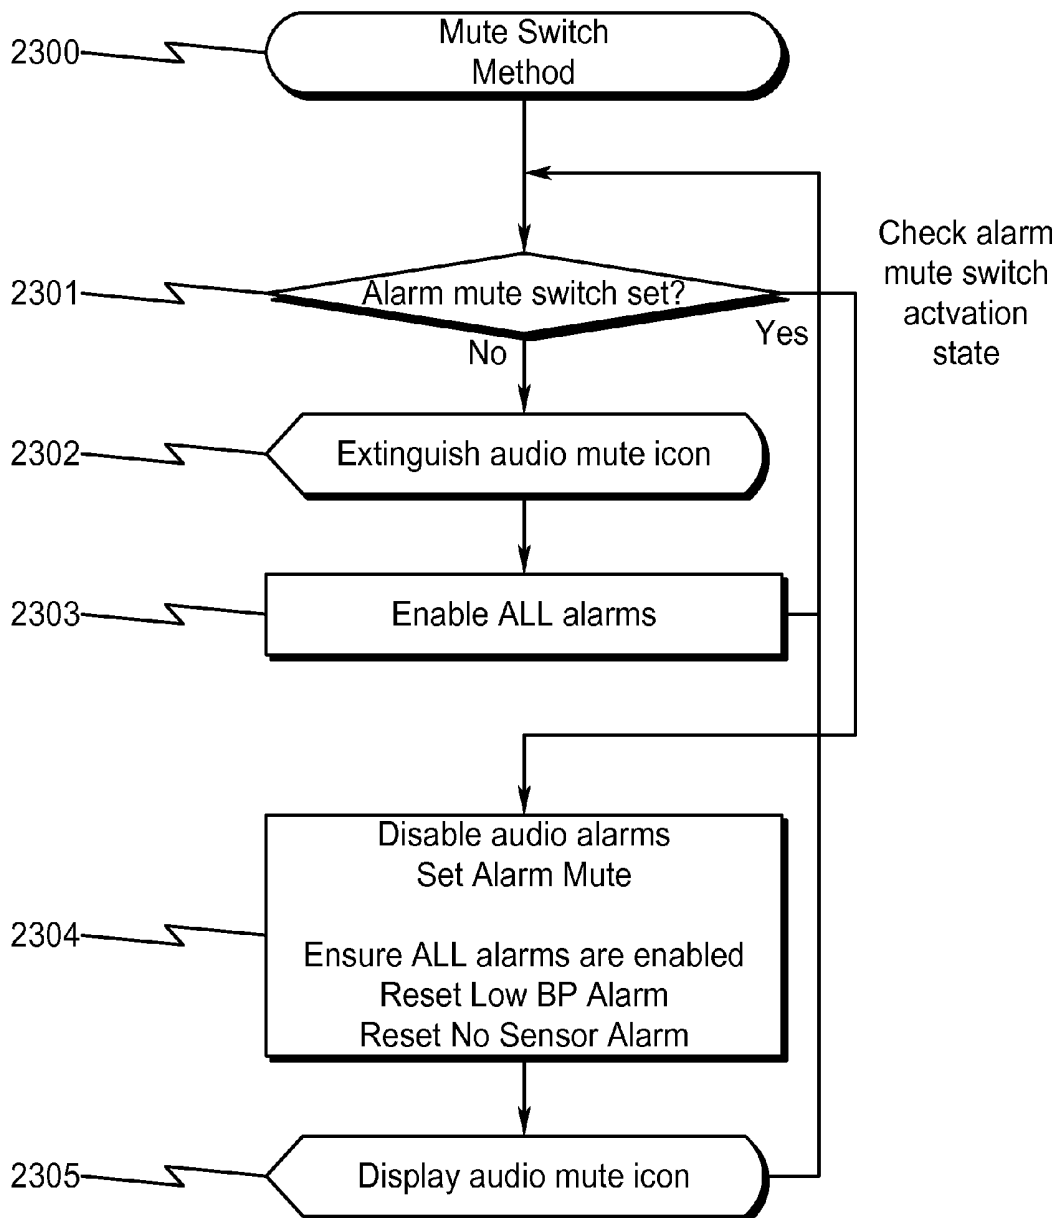 2300
Mute Switch
Method
Check alarm
mute switch
actvation
state
2301
Alarm mute switch set?
Yes
No
2302
Extinguish audio mute icon
2303
Enable ALL alarms
2304
Disable audio alarms
Set Alarm Mute
Ensure ALL alarms are enabled
Reset Low BP Alarm
Reset No Sensor Alarm
2305
Display audio mute icon